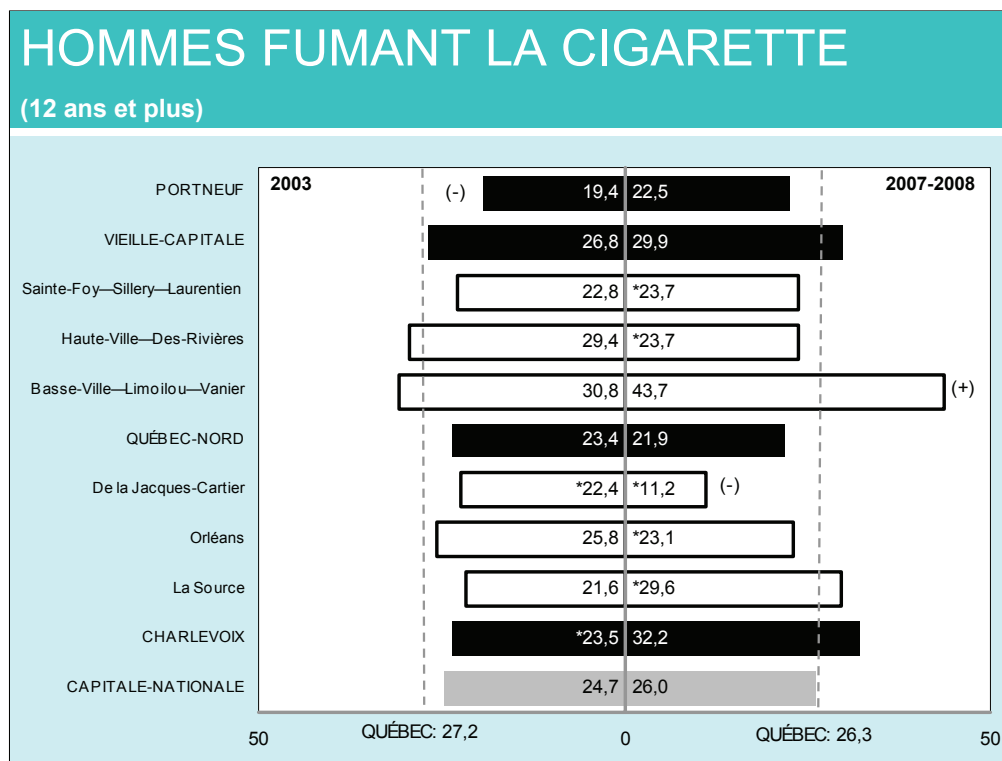 HOMMES FUMANT LA CIGARETTE
(12 ans et plus)
2003 2007-2008
PORTNEUF (-) 19,4 22,5
VIEILLE-CAPITALE 26,8 29,9
Sainte-Foy—Sillery—Laurentien 22,8 *23,7
Haute-Ville—Des-Rivières 29,4 *23,7
Basse-Ville—Limoilou—Vanier 30,8 43,7 (+)
QUÉBEC-NORD 23,4 21,9
De la Jacques-Cartier *22,4 *11,2 (-)
Orléans 25,8 *23,1
La Source 21,6 *29,6
CHARLEVOIX *23,5 32,2
CAPITALE-NATIONALE 24,7 26,0
50 QUÉBEC: 27,2 0 QUÉBEC: 26,3 50